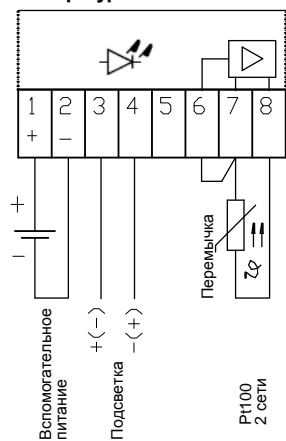 1 2 3 4 5 6 7 8
+ −
+
−
Перемычка
ϑ
+(−)
−(+)
Вспомогательное
питание
Подсветка
Pt100
2 сети